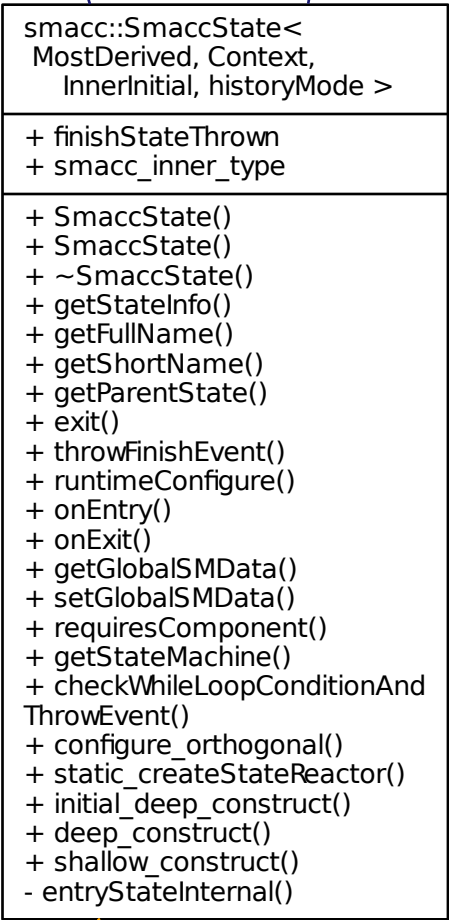 smacc::SmaccState<
MostDerived, Context,
InnerInitial, historyMode >
+ finishStateThrown
+ smacc_inner_type
+ SmaccState()
+ SmaccState()
+ ~SmaccState()
+ getStateInfo()
+ getFullName()
+ getShortName()
+ getParentState()
+ exit()
+ throwFinishEvent()
+ runtimeConfigure()
+ onEntry()
+ onExit()
+ getGlobalSMData()
+ setGlobalSMData()
+ requiresComponent()
+ getStateMachine()
+ checkWhileLoopConditionAnd
ThrowEvent()
+ configure_orthogonal()
+ static_createStateReactor()
+ initial_deep_construct()
+ deep_construct()
+ shallow_construct()
- entryStateInternal()